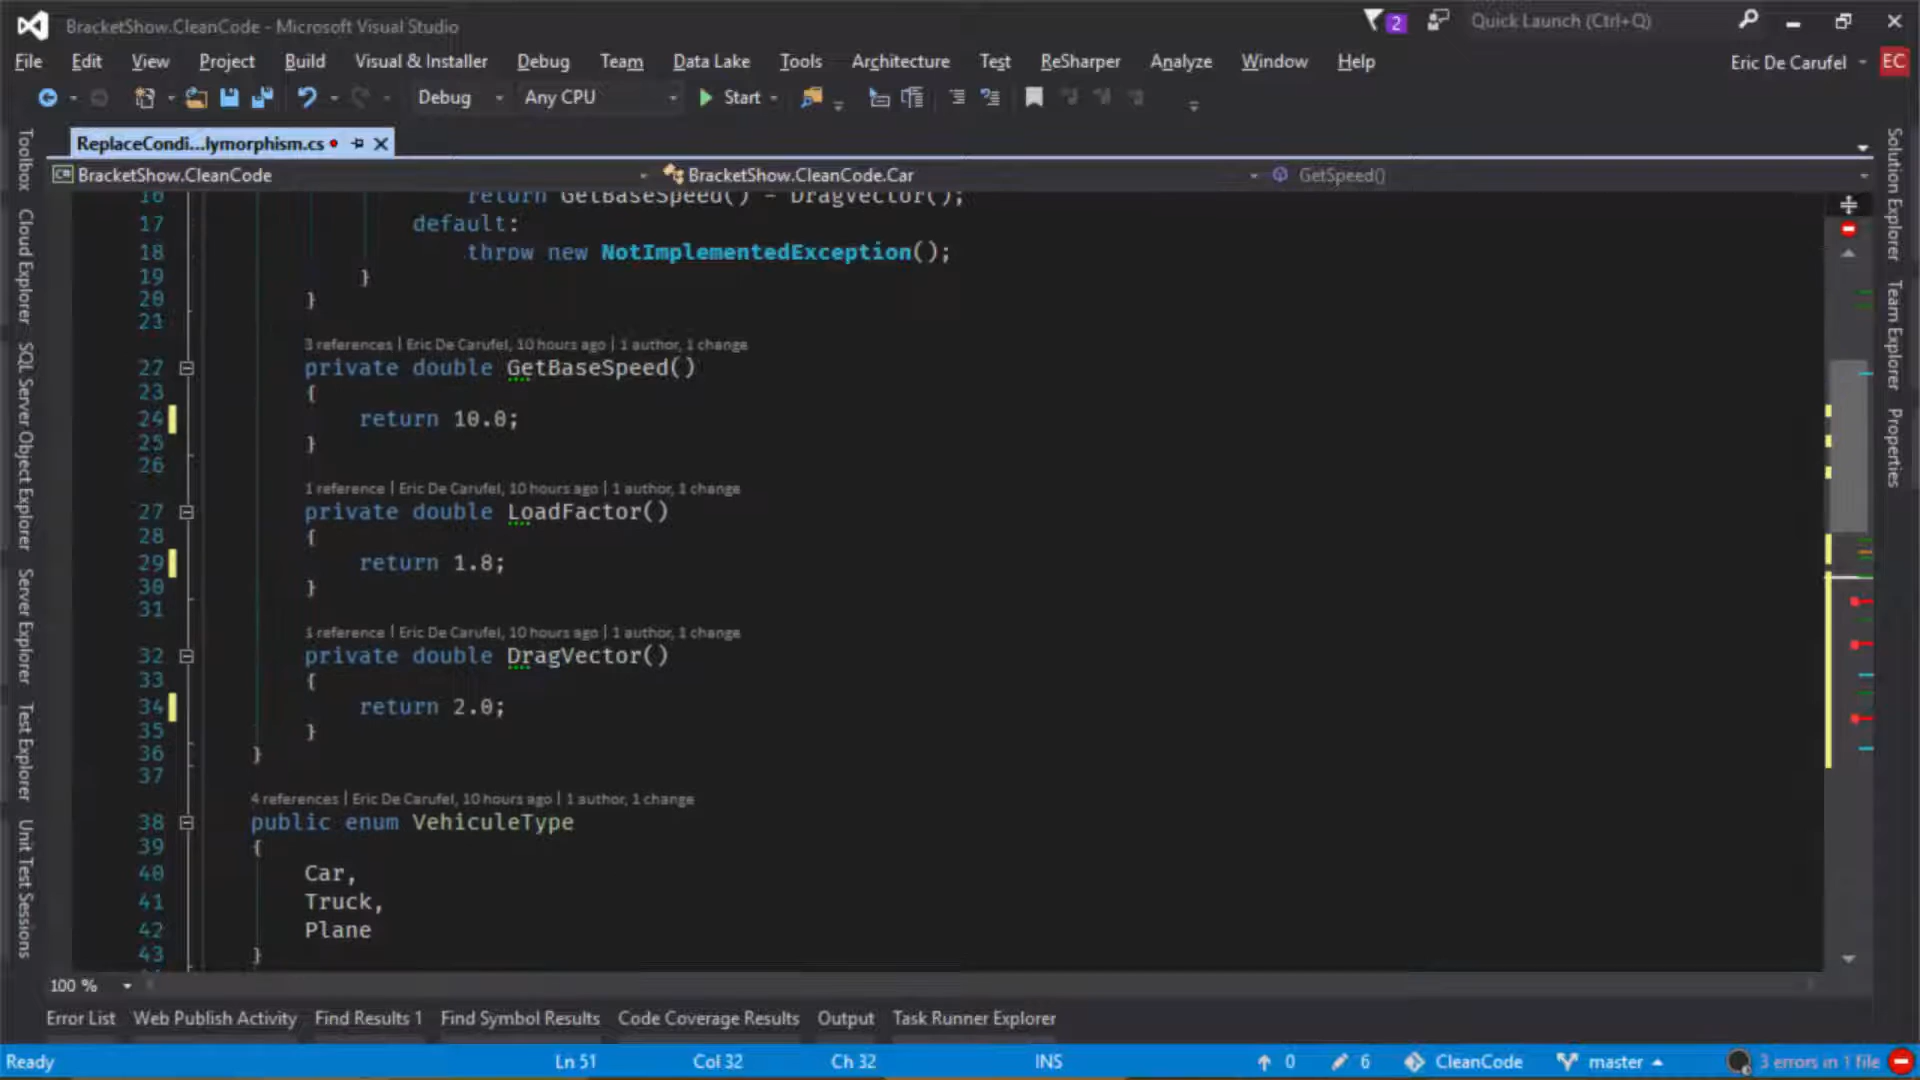 BracketShow.CleanCode - Microsoft Visual Studio
2
Quick Launch (Ctrl+Q)
File Edit View Project Build Visual & Installer Debug Team Data Lake Tools Architecture Test ReSharper Analyze Window Help
Eric De Carufel
EC
Debug Any CPU Start
ReplaceCondi...lymorphism.cs
BracketShow.CleanCode
BracketShow.CleanCode.Car
GetSpeed()
16 return GetBaseSpeed() - DragVector();
17 default:
18 throw new NotImplementedException();
19 }
20 }
3 references | Eric De Carufel, 10 hours ago | 1 author, 1 change
22 private double GetBaseSpeed()
23 {
24 return 10.0;
25 }
26
1 reference | Eric De Carufel, 10 hours ago | 1 author, 1 change
27 private double LoadFactor()
28 {
29 return 1.8;
30 }
31
1 reference | Eric De Carufel, 10 hours ago | 1 author, 1 change
32 private double DragVector()
33 {
34 return 2.0;
35 }
36 }
37
4 references | Eric De Carufel, 10 hours ago | 1 author, 1 change
38 public enum VehiculeType
39 {
40 Car,
41 Truck,
42 Plane
43 }
100 %
Error List Web Publish Activity Find Results 1 Find Symbol Results Code Coverage Results Output Task Runner Explorer
Ready Ln 51 Col 32 Ch 32 INS 0 6 CleanCode master 3 errors in 1 file
Toolbox
Cloud Explorer
SQL Server Object Explorer
Server Explorer
Test Explorer
Unit Test Sessions
Solution Explorer
Team Explorer
Properties